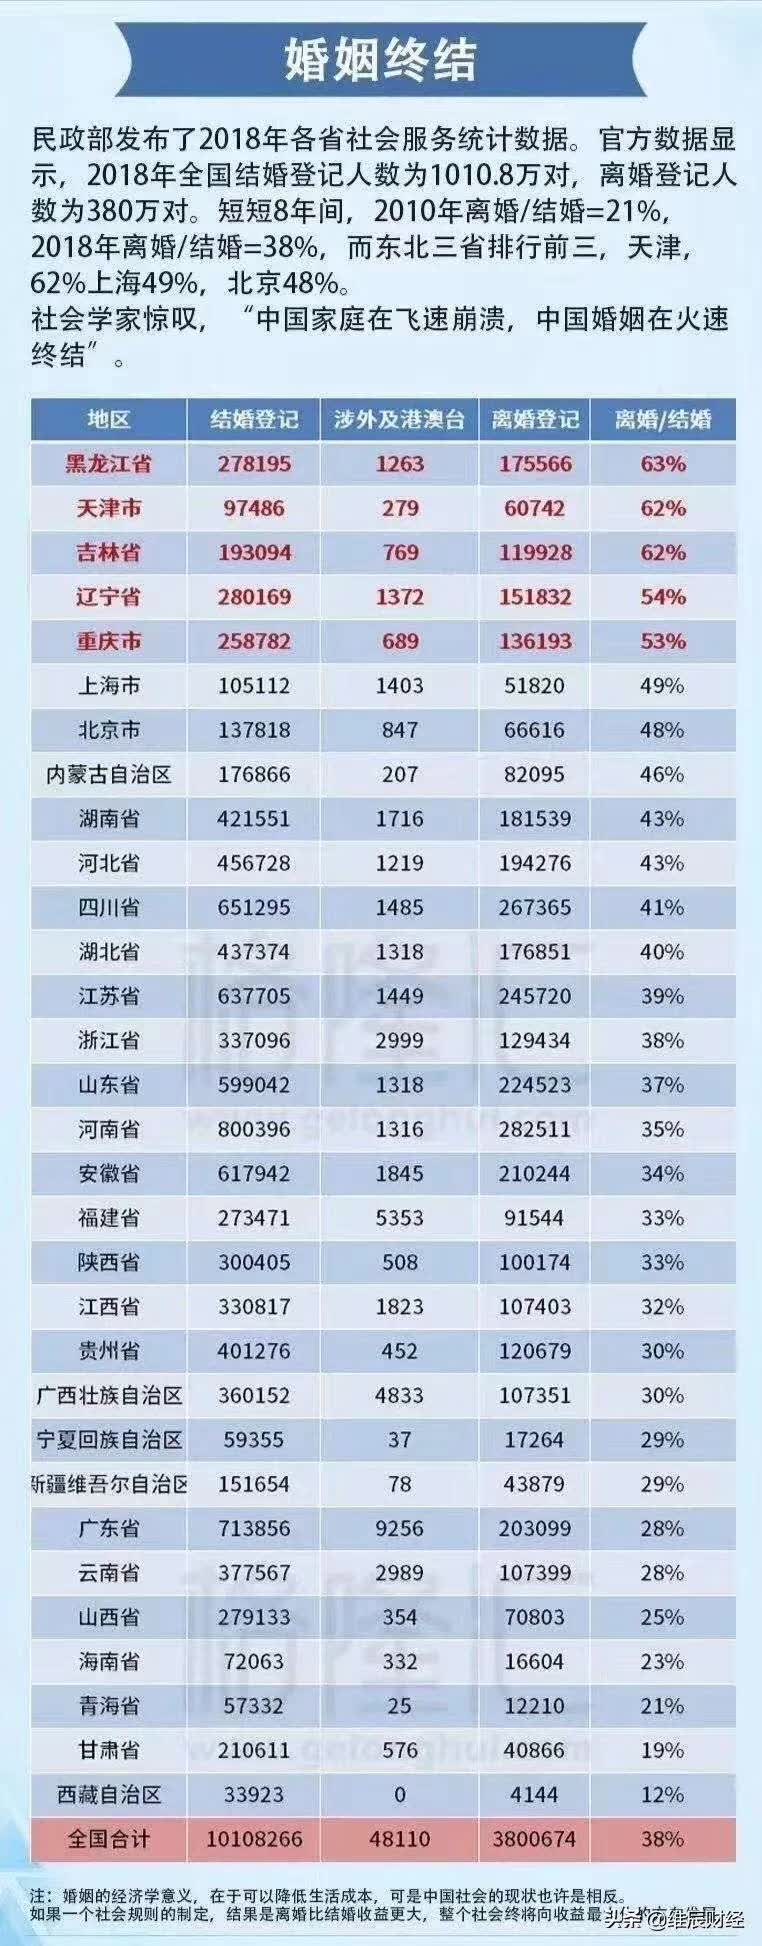 婚姻终结
民政部发布了2018年各省社会服务统计数据。官方数据显
示，2018年全国结婚登记人数为1010.8万对，离婚登记人
数为380万对。短短8年间，2010年离婚/结婚=21%，
2018年离婚/结婚=38%，而东北三省排行前三，天津，
62%上海49%，北京48%。
社会学家惊叹，“中国家庭在飞速崩溃，中国婚姻在火速
终结”。
地区 结婚登记 涉外及港澳台 离婚登记 离婚/结婚
黑龙江省 278195 1263 175566 63%
天津市 97486 279 60742 62%
吉林省 193094 769 119928 62%
辽宁省 280169 1372 151832 54%
重庆市 258782 689 136193 53%
上海市 105112 1403 51820 49%
北京市 137818 847 66616 48%
内蒙古自治区 176866 207 82095 46%
湖南省 421551 1716 181539 43%
河北省 456728 1219 194276 43%
四川省 651295 1485 267365 41%
湖北省 437374 1318 176851 40%
江苏省 637705 1449 245720 39%
浙江省 337096 2999 129434 38%
山东省 599042 1318 224523 37%
河南省 800396 1316 282511 35%
安徽省 617942 1845 210244 34%
福建省 273471 5353 91544 33%
陕西省 300405 508 100174 33%
江西省 330817 1823 107403 32%
贵州省 401276 452 120679 30%
广西壮族自治区 360152 4833 107351 30%
宁夏回族自治区 59355 37 17264 29%
新疆维吾尔自治区 151654 78 43879 29%
广东省 713856 9256 203099 28%
云南省 377567 2989 107399 28%
山西省 279133 354 70803 25%
海南省 72063 332 16604 23%
青海省 57332 25 12210 21%
甘肃省 210611 576 40866 19%
西藏自治区 33923 0 4144 12%
全国合计 10108266 48110 3800674 38%
格隆汇
www.gelonghui.com
格隆汇
www.gelonghui.com
注：婚姻的经济学意义，在于可以降低生活成本，可是中国社会的现状也许是相反。
如果一个社会规则的制定，结果是离婚比结婚收益更大，整个社会终将向收益最
头条 @维辰财经